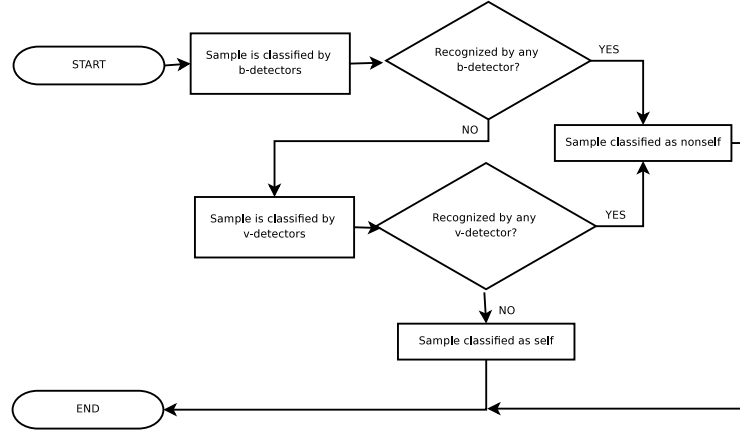 START
Sample is classified by
b-detectors
Recognized by any
b-detector?
YES
NO
Sample classified as nonself
Sample is classified by
v-detectors
Recognized by any
v-detector?
YES
NO
Sample classified as self
END